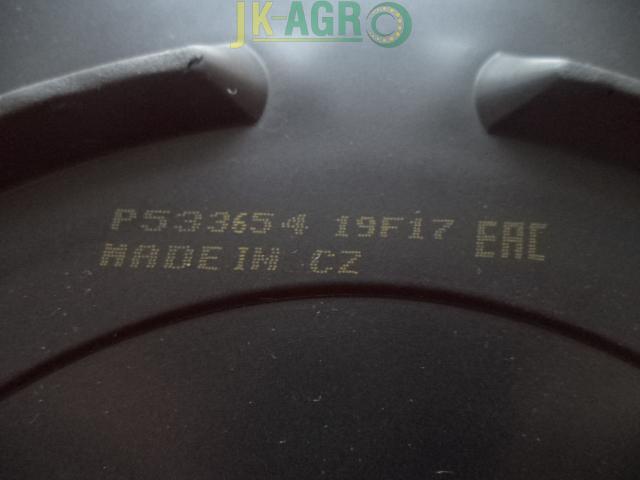 JK-AGRO
P533654 19F17 EAC
MADE IN CZ